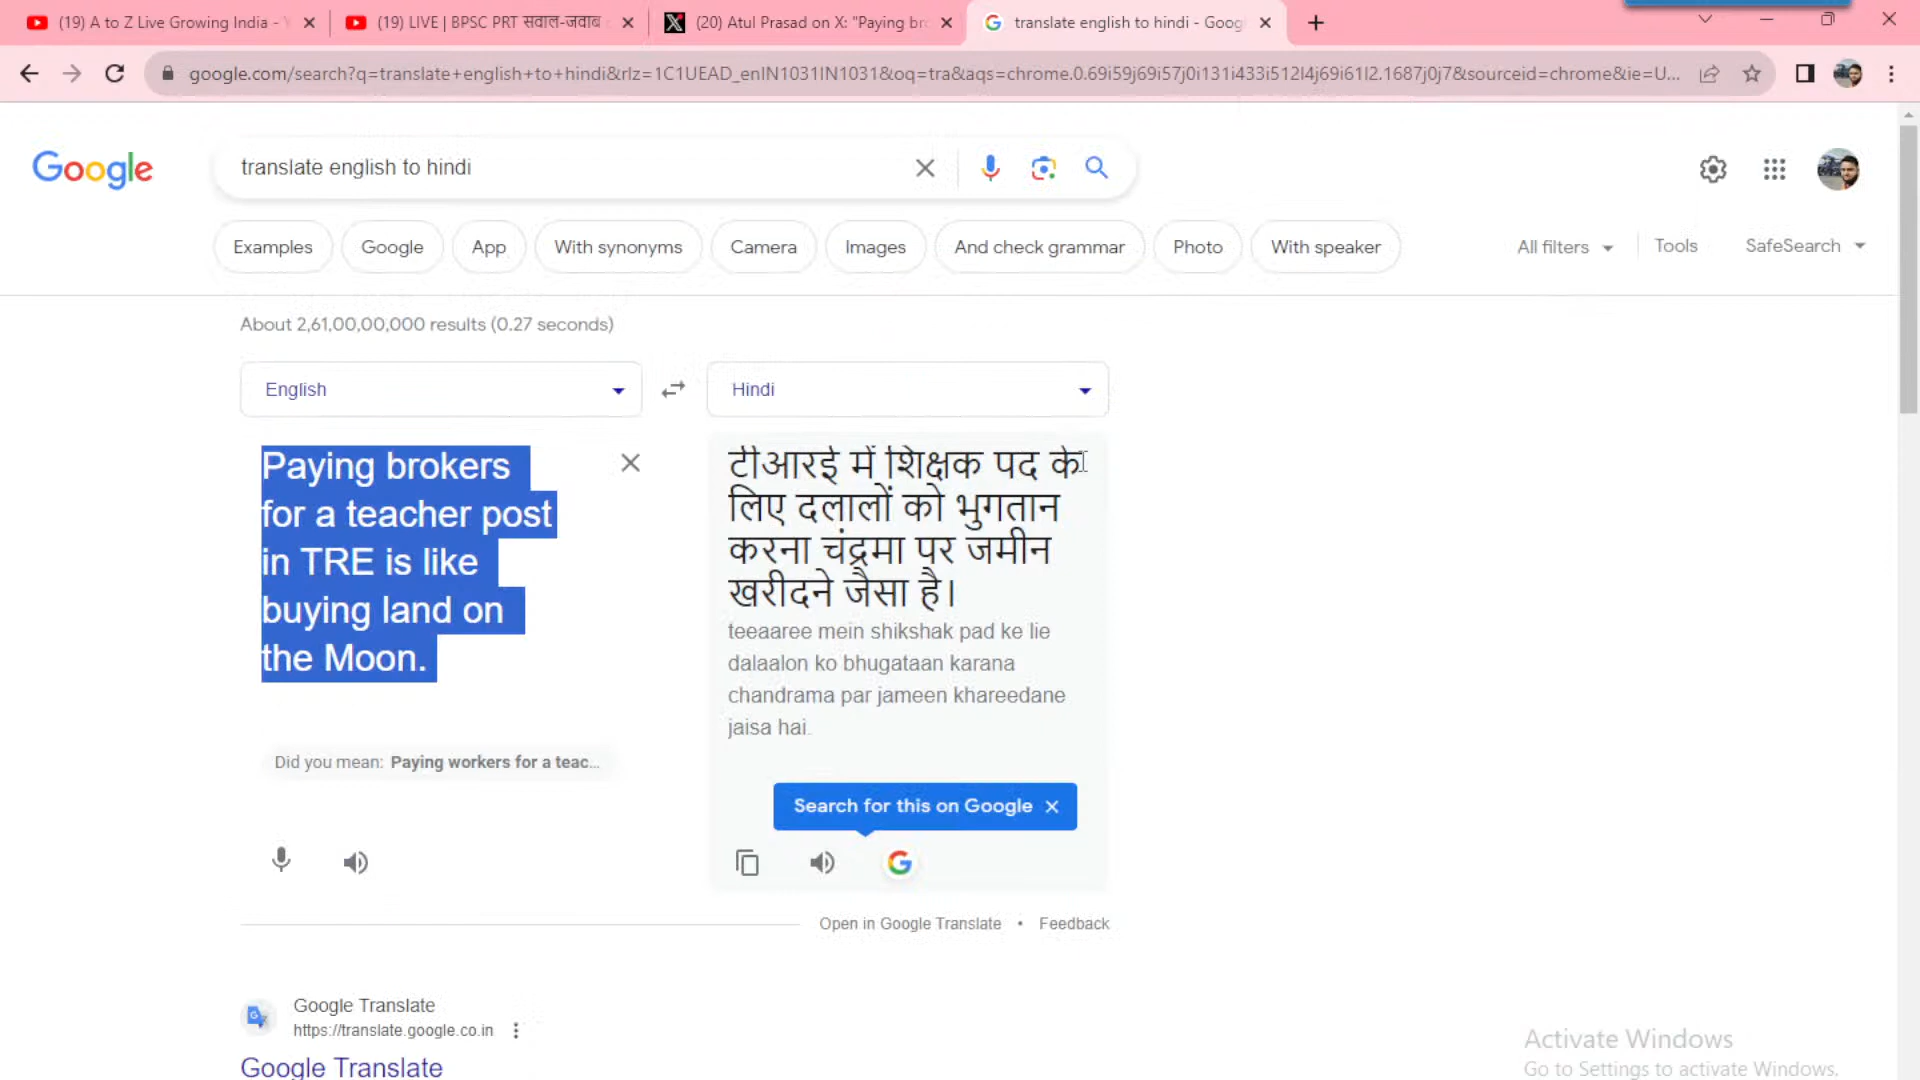 (19) A to Z Live Growing India -
(19) LIVE | BPSC PRT सवाल-जवाब
(20) Atul Prasad on X: "Paying bro
translate english to hindi - Goog
google.com/search?q=translate+english+to+hindi&rlz=1C1UEAD_enIN1031IN1031&oq=tra&aqs=chrome.0.69i59j69i57j0i131i433i512l4j69i61l2.1687j0j7&sourceid=chrome&ie=U...
Google
translate english to hindi
Examples
Google
App
With synonyms
Camera
Images
And check grammar
Photo
With speaker
All filters
Tools
SafeSearch
About 2,61,00,00,000 results (0.27 seconds)
English
Hindi
Paying brokers
for a teacher post
in TRE is like
buying land on
the Moon.
Did you mean: Paying workers for a teac...
टीआरई में शिक्षक पद के
लिए दलालों को भुगतान
करना चंद्रमा पर जमीन
खरीदने जैसा है।
teeaaree mein shikshak pad ke lie
dalaalon ko bhugataan karana
chandrama par jameen khareedane
jaisa hai.
Search for this on Google
Open in Google Translate • Feedback
Google Translate
https://translate.google.co.in
Google Translate
Activate Windows
Go to Settings to activate Windows.